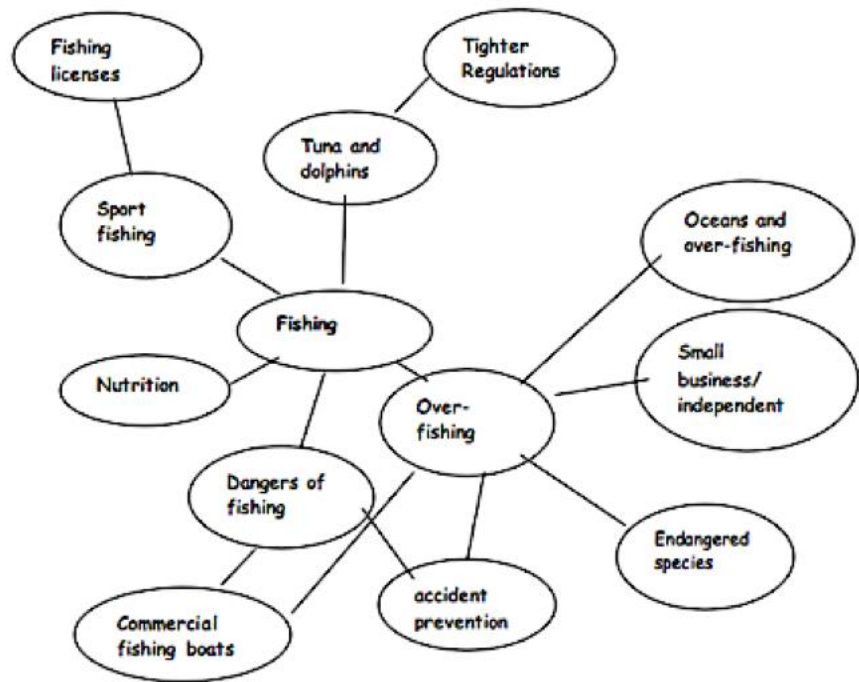 Fishing
licenses
Tighter
Regulations
Tuna and
dolphins
Sport
fishing
Oceans and
over-fishing
Fishing
Nutrition
Small
business/
independent
Over-
fishing
Dangers of
fishing
Endangered
species
Commercial
fishing boats
accident
prevention